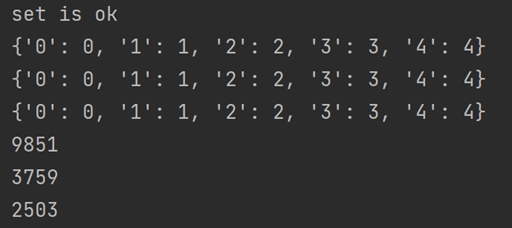 set is ok
{'0': 0, '1': 1, '2': 2, '3': 3, '4': 4}
{'0': 0, '1': 1, '2': 2, '3': 3, '4': 4}
{'0': 0, '1': 1, '2': 2, '3': 3, '4': 4}
9851
3759
2503